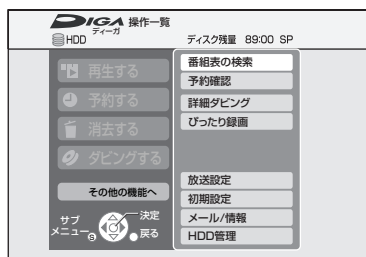 DIGA 操作一覧
ディーガ
HDD ディスク残量 89:00 SP
再生する
予約する
消去する
ダビングする
その他の機能へ
サブ
メニュー S
決定
戻る
番組表の検索
予約確認
詳細ダビング
ぴったり録画
放送設定
初期設定
メール/情報
HDD管理